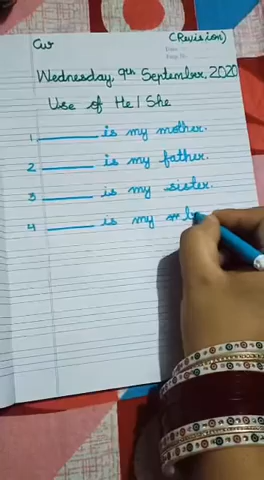 Cw (Revision)
Wednesday, 9th September, 2020
Use of He / She
1 ______ is my mother.
2 ______ is my father.
3 ______ is my sister.
4 ______ is my